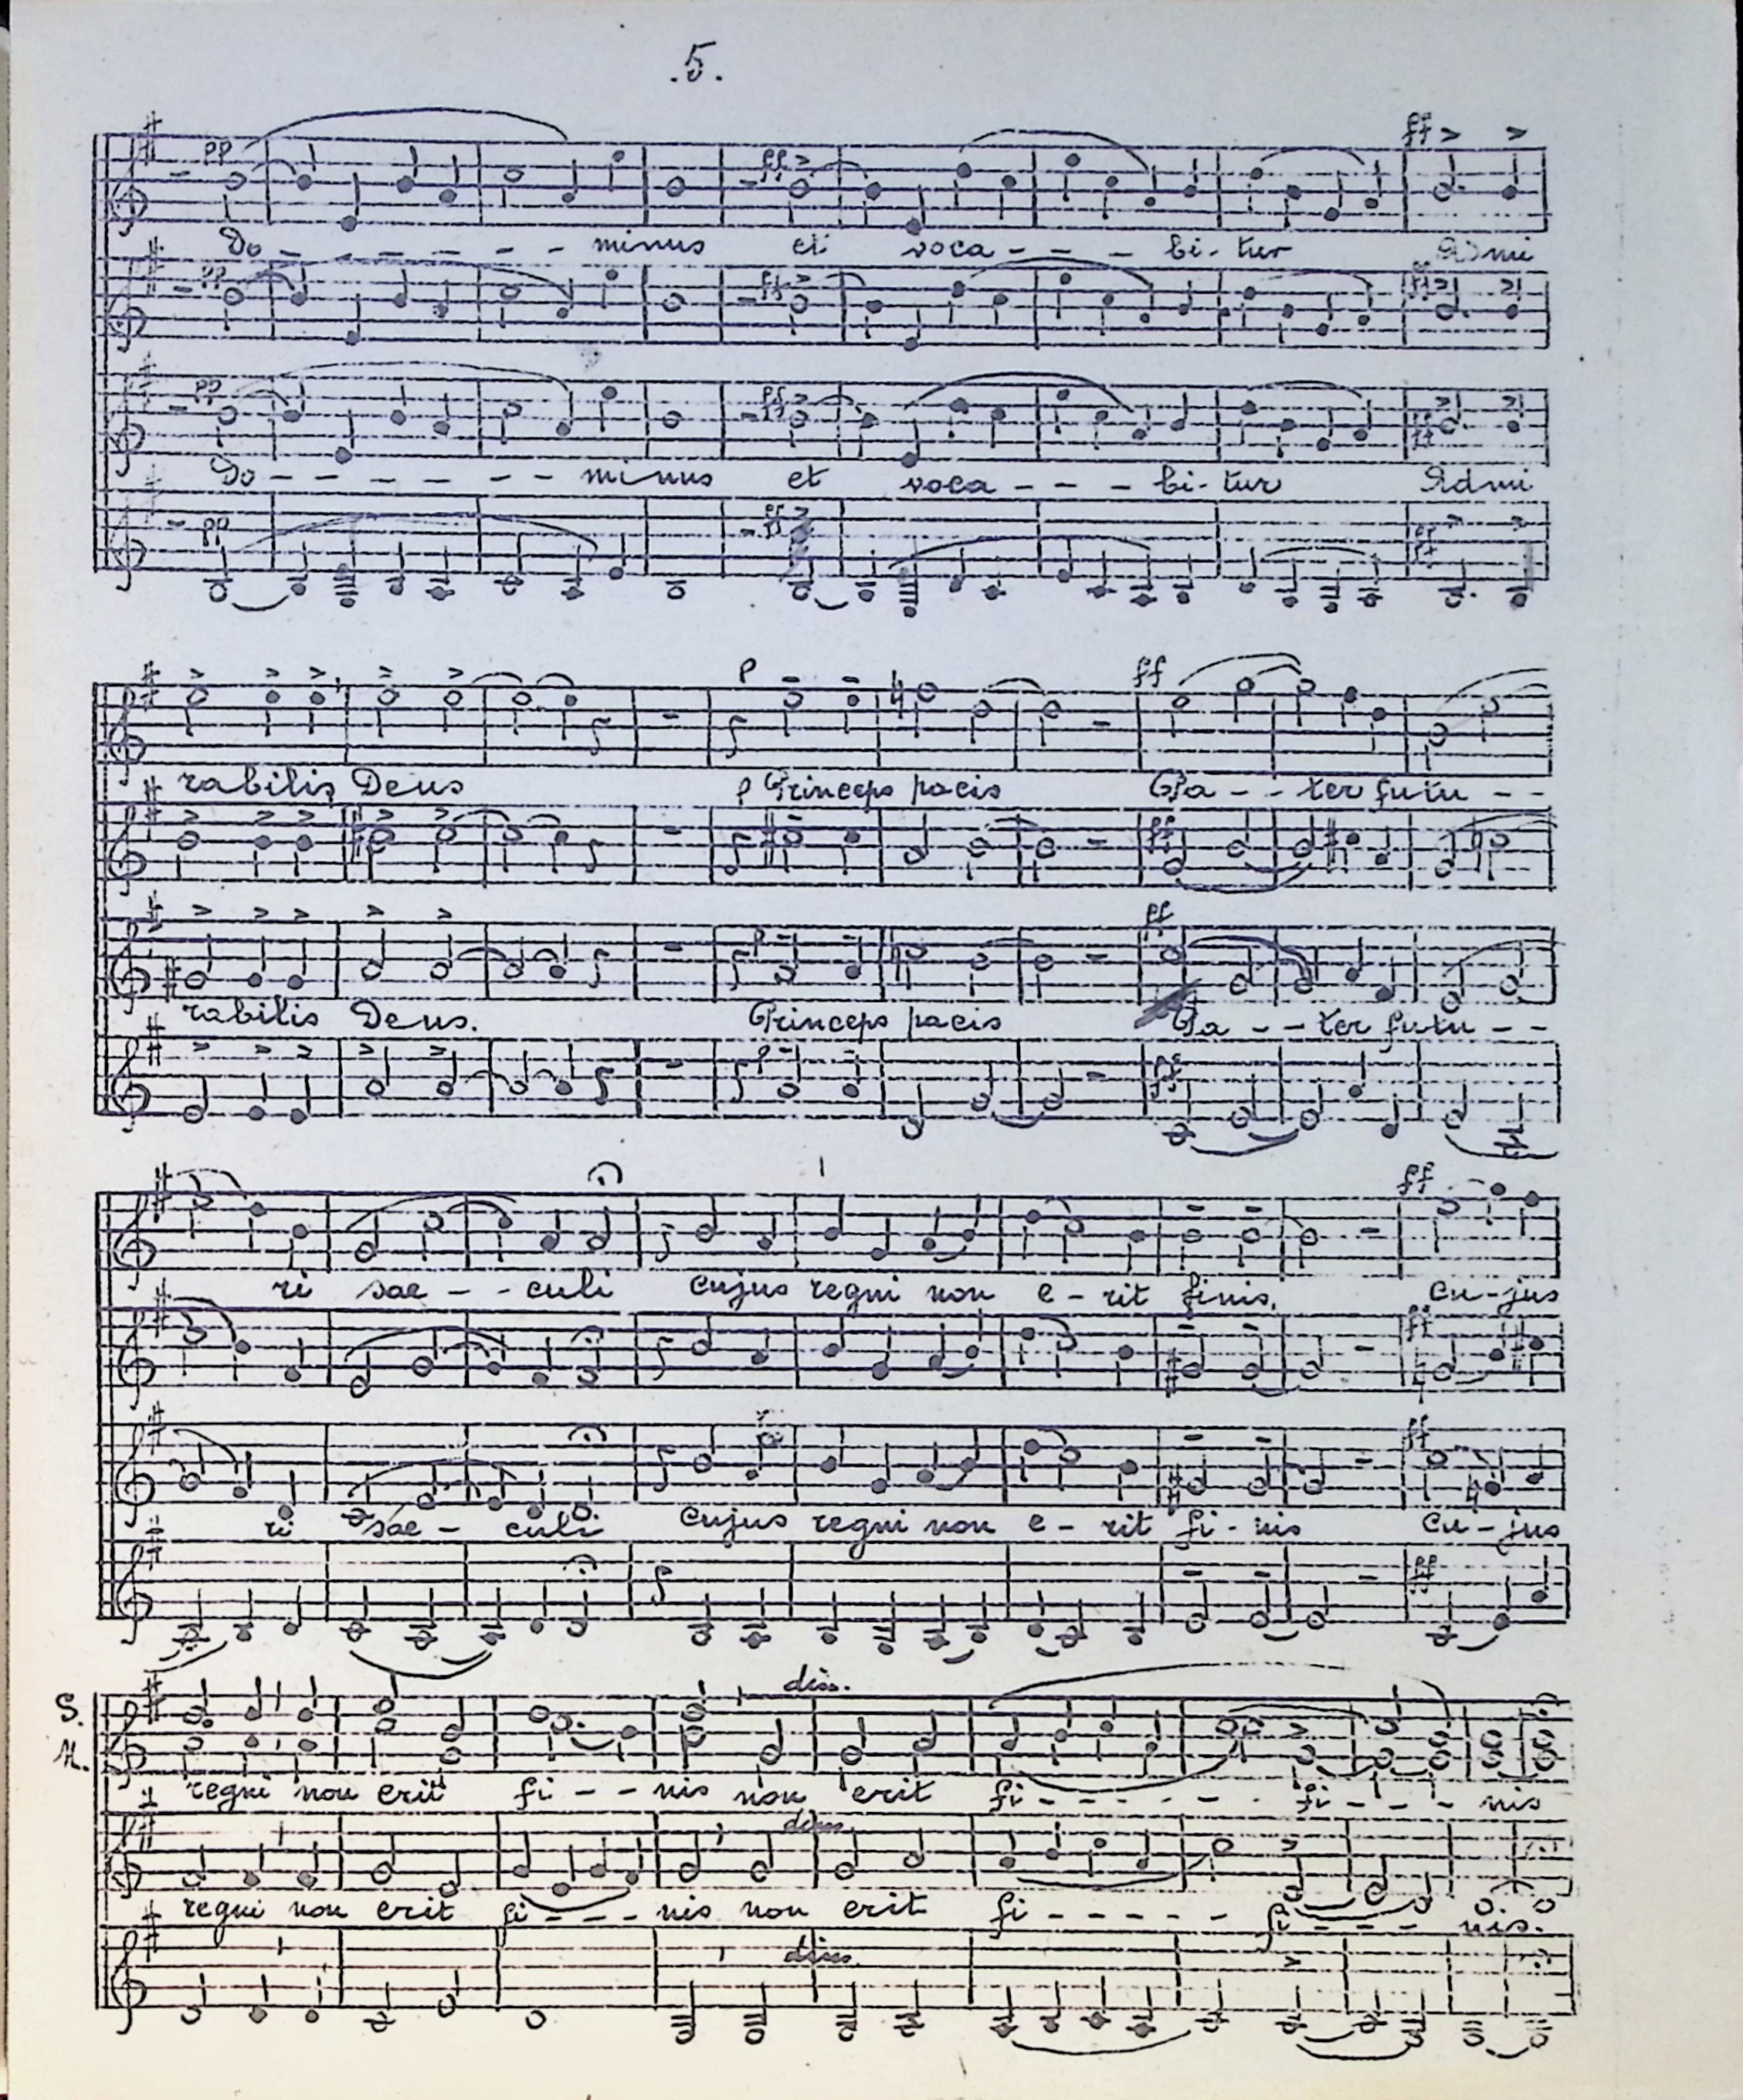 .5.
pp ff> ff > >
Do - - - - - - minus et voca - - - bi - tur Admi
pp ff> ff> >
pp ff> > >
Do - - - - - - - minus et voca - - - bi - tur Admi
pp ff> > >
p ff
rabilis Deus p Princeps pacis Pa - - ter futu - -
ff
p ff
rabilis Deus. Princeps pacis Pa - - ter futu - -
p ff
ff
ri sae - - culi cujus regni non e - rit finis. cu - jus
ff
ff
ri sae - culi cujus regni non e - rit fi - nis cu - jus
ff
S. dim.
regni non erit fi - - nis non erit fi - - - - - - fi - - - nis
dim.
regni non erit fi - - - nis non erit fi - - - - - fi - - - nis.
dim.